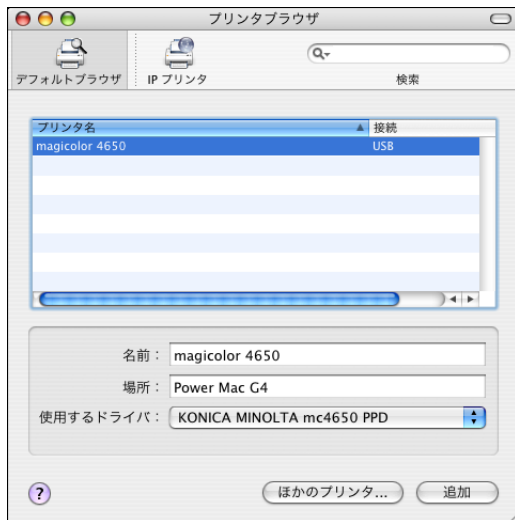 プリンタブラウザ
デフォルトブラウザ
IP プリンタ
検索
プリンタ名 接続
magicolor 4650 USB
名前： magicolor 4650
場所： Power Mac G4
使用するドライバ： KONICA MINOLTA mc4650 PPD
? ほかのプリンタ... 追加